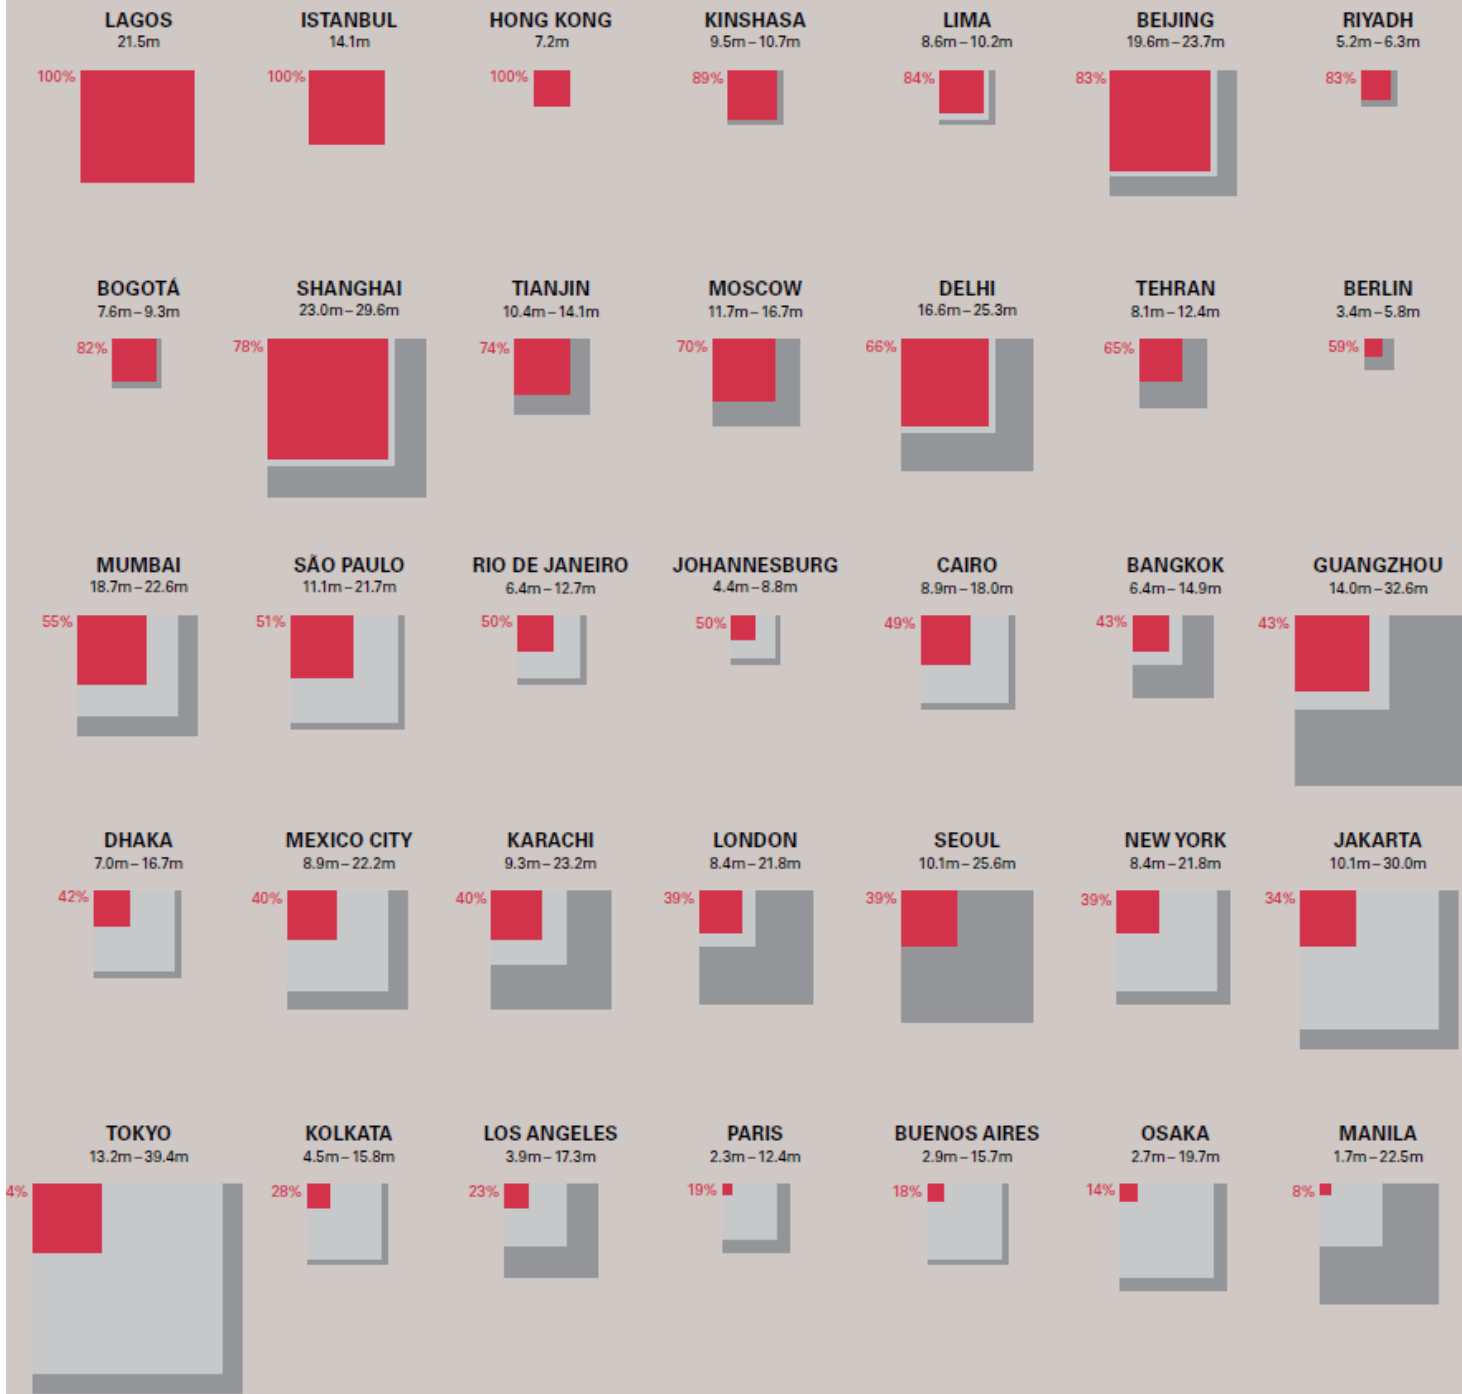 LAGOS
21.5m
100%
ISTANBUL
14.1m
100%
HONG KONG
7.2m
100%
KINSHASA
9.5m – 10.7m
89%
LIMA
8.6m – 10.2m
84%
BEIJING
19.6m – 23.7m
83%
RIYADH
5.2m – 6.3m
83%
BOGOTÁ
7.6m – 9.3m
82%
SHANGHAI
23.0m – 29.6m
78%
TIANJIN
10.4m – 14.1m
74%
MOSCOW
11.7m – 16.7m
70%
DELHI
16.6m – 25.3m
66%
TEHRAN
8.1m – 12.4m
65%
BERLIN
3.4m – 5.8m
59%
MUMBAI
18.7m – 22.6m
55%
SÃO PAULO
11.1m – 21.7m
51%
RIO DE JANEIRO
6.4m – 12.7m
50%
JOHANNESBURG
4.4m – 8.8m
50%
CAIRO
8.9m – 18.0m
49%
BANGKOK
6.4m – 14.9m
43%
GUANGZHOU
14.0m – 32.6m
43%
DHAKA
7.0m – 16.7m
42%
MEXICO CITY
8.9m – 22.2m
40%
KARACHI
9.3m – 23.2m
40%
LONDON
8.4m – 21.8m
39%
SEOUL
10.1m – 25.6m
39%
NEW YORK
8.4m – 21.8m
39%
JAKARTA
10.1m – 30.0m
34%
TOKYO
13.2m – 39.4m
4%
KOLKATA
4.5m – 15.8m
28%
LOS ANGELES
3.9m – 17.3m
23%
PARIS
2.3m – 12.4m
19%
BUENOS AIRES
2.9m – 15.7m
18%
OSAKA
2.7m – 19.7m
14%
MANILA
1.7m – 22.5m
8%